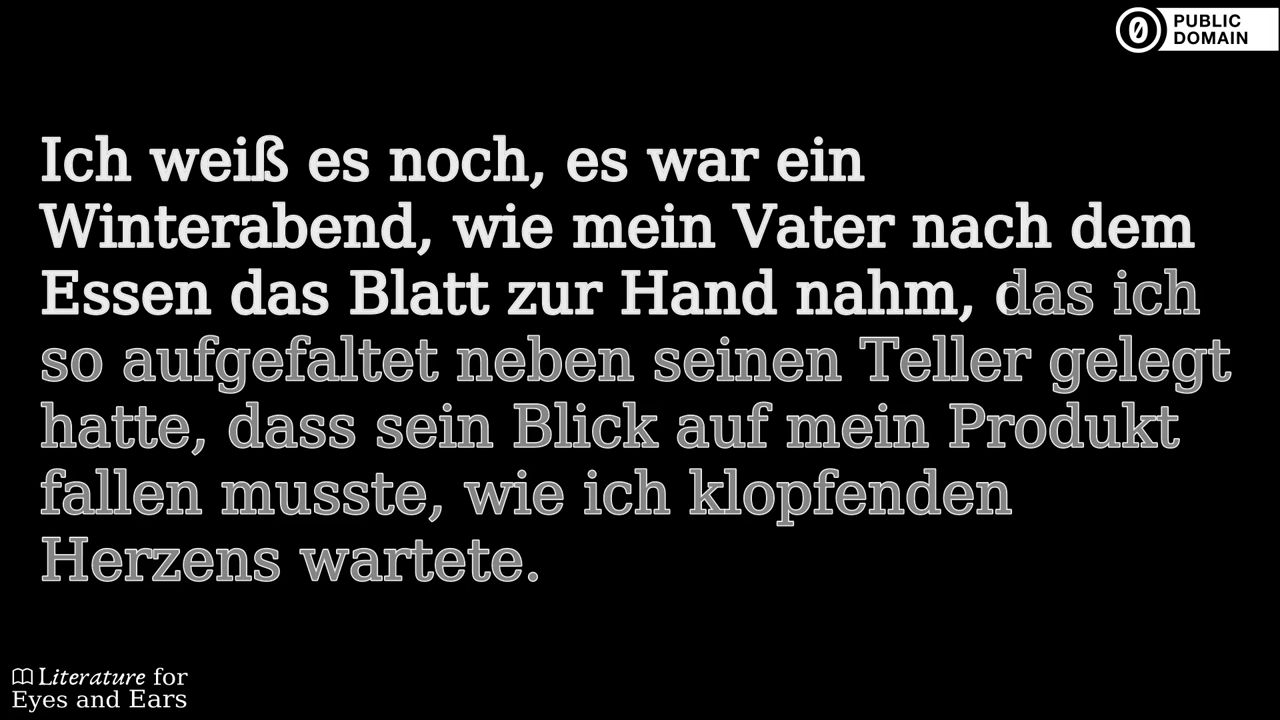 PUBLIC
DOMAIN
Ich weiß es noch, es war ein
Winterabend, wie mein Vater nach dem
Essen das Blatt zur Hand nahm, das ich
so aufgefaltet neben seinen Teller gelegt
hatte, dass sein Blick auf mein Produkt
fallen musste, wie ich klopfenden
Herzens wartete.
Literature for
Eyes and Ears